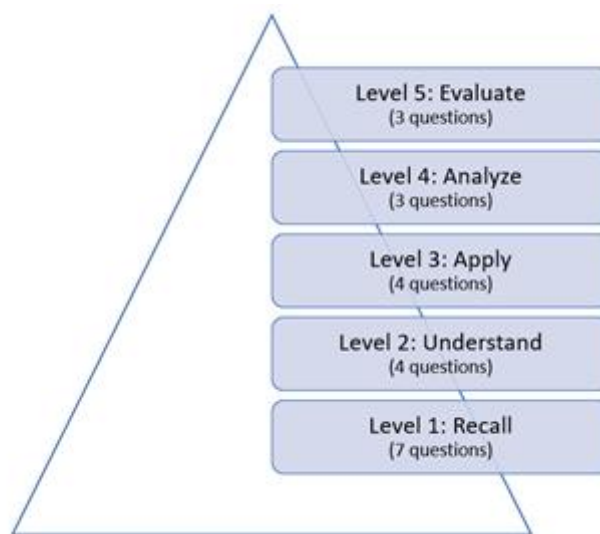 Level 5: Evaluate
(3 questions)
Level 4: Analyze
(3 questions)
Level 3: Apply
(4 questions)
Level 2: Understand
(4 questions)
Level 1: Recall
(7 questions)